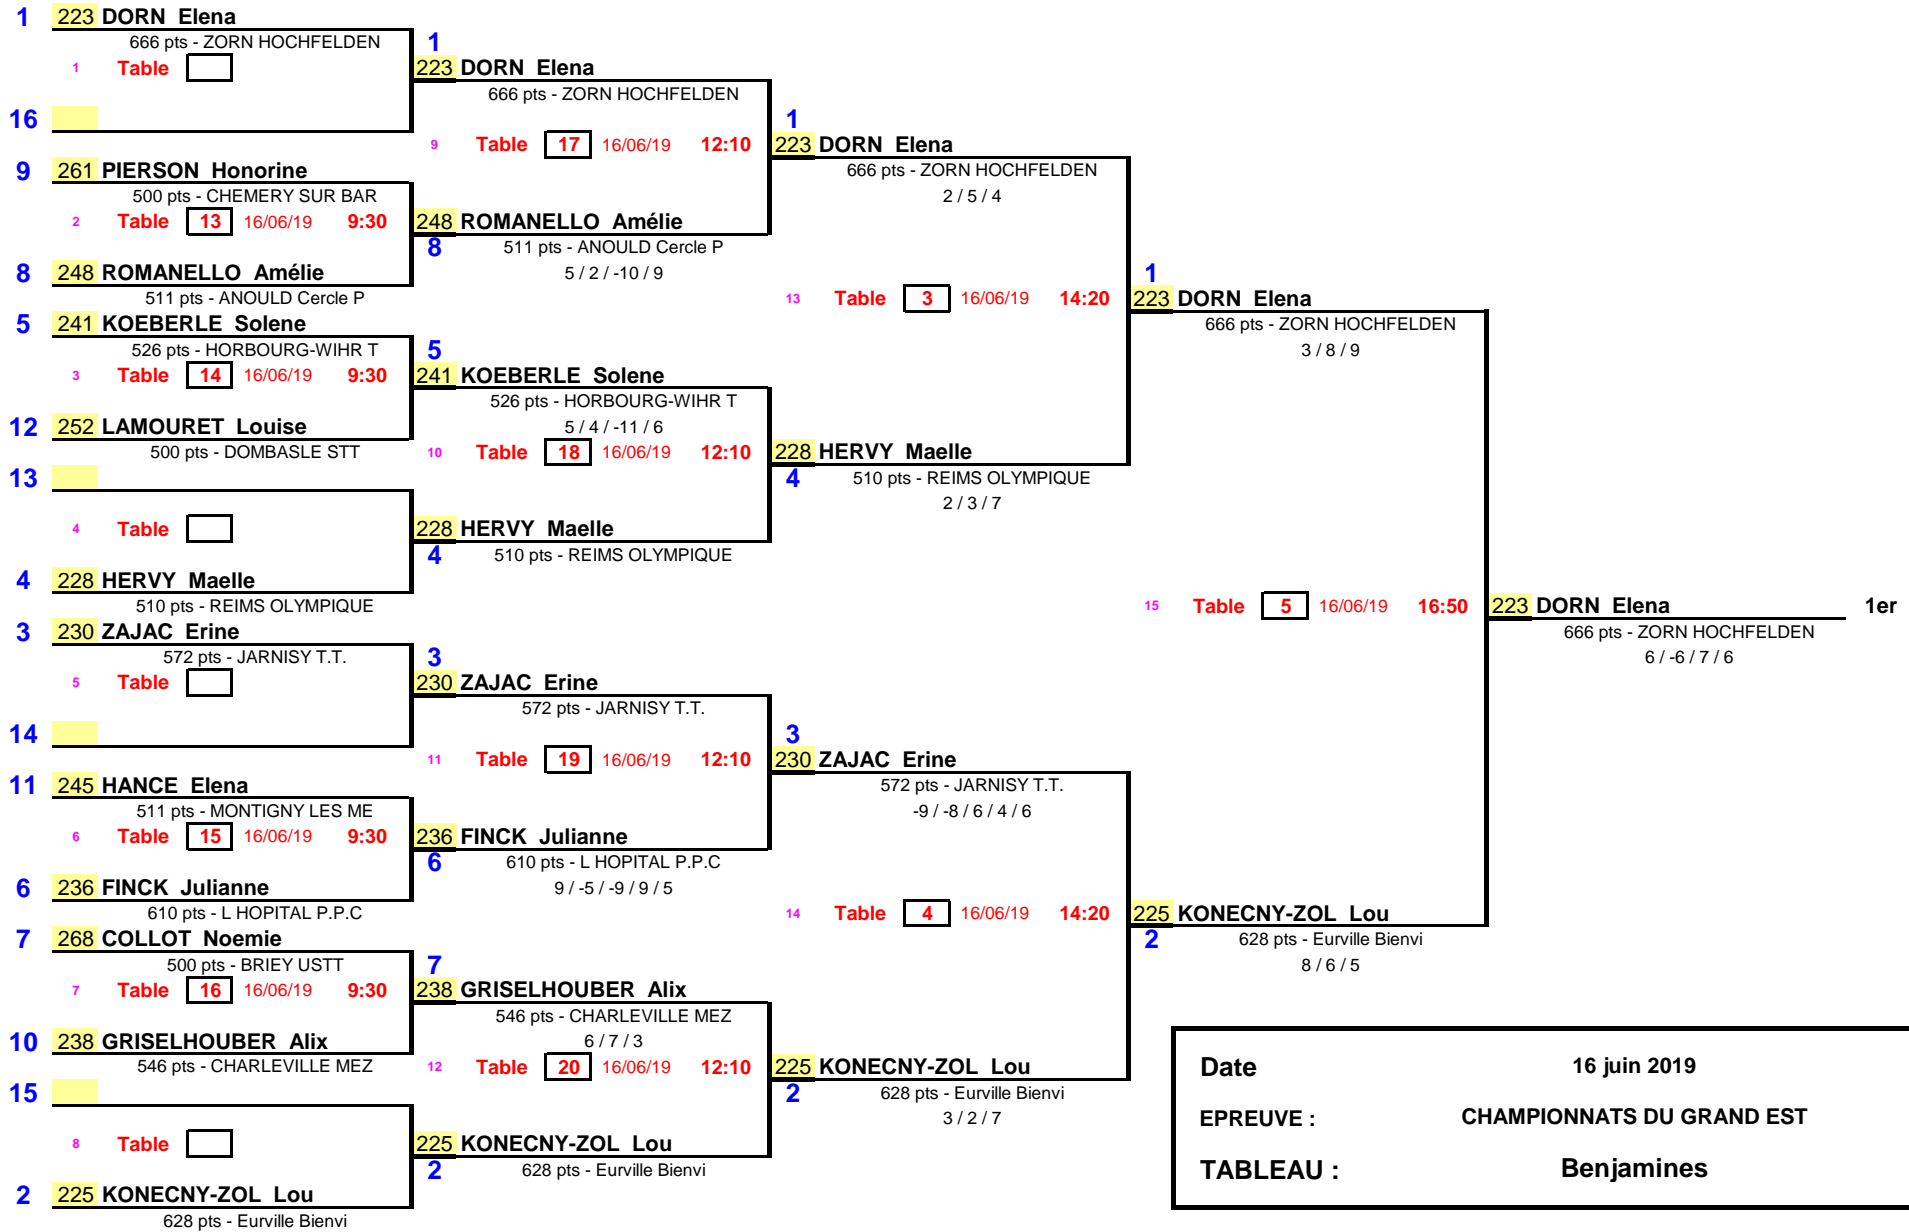 1 223 DORN Elena
666 pts - ZORN HOCHFELDEN
1 Table
16
9 261 PIERSON Honorine
500 pts - CHEMERY SUR BAR
2 Table 13 16/06/19 9:30
8 248 ROMANELLO Amélie
511 pts - ANOULD Cercle P
5 241 KOEBERLE Solene
526 pts - HORBOURG-WIHR T
3 Table 14 16/06/19 9:30
12 252 LAMOURET Louise
500 pts - DOMBASLE STT
13
4 Table
4 228 HERVY Maelle
510 pts - REIMS OLYMPIQUE
3 230 ZAJAC Erine
572 pts - JARNISY T.T.
5 Table
14
11 245 HANCE Elena
511 pts - MONTIGNY LES ME
6 Table 15 16/06/19 9:30
6 236 FINCK Julianne
610 pts - L HOPITAL P.P.C
7 268 COLLOT Noemie
500 pts - BRIEY USTT
7 Table 16 16/06/19 9:30
10 238 GRISELHOUBER Alix
546 pts - CHARLEVILLE MEZ
15
8 Table
2 225 KONECNY-ZOL Lou
628 pts - Eurville Bienvi
1
223 DORN Elena
666 pts - ZORN HOCHFELDEN
9 Table 17 16/06/19 12:10
248 ROMANELLO Amélie
8
511 pts - ANOULD Cercle P
5 / 2 / -10 / 9
5
241 KOEBERLE Solene
526 pts - HORBOURG-WIHR T
5 / 4 / -11 / 6
10 Table 18 16/06/19 12:10
228 HERVY Maelle
4
510 pts - REIMS OLYMPIQUE
3
230 ZAJAC Erine
572 pts - JARNISY T.T.
11 Table 19 16/06/19 12:10
236 FINCK Julianne
6
610 pts - L HOPITAL P.P.C
9 / -5 / -9 / 9 / 5
7
238 GRISELHOUBER Alix
546 pts - CHARLEVILLE MEZ
6 / 7 / 3
12 Table 20 16/06/19 12:10
225 KONECNY-ZOL Lou
2
628 pts - Eurville Bienvi
1
223 DORN Elena
666 pts - ZORN HOCHFELDEN
2 / 5 / 4
13 Table 3 16/06/19 14:20
228 HERVY Maelle
4
510 pts - REIMS OLYMPIQUE
2 / 3 / 7
3
230 ZAJAC Erine
572 pts - JARNISY T.T.
-9 / -8 / 6 / 4 / 6
14 Table 4 16/06/19 14:20
225 KONECNY-ZOL Lou
2
628 pts - Eurville Bienvi
3 / 2 / 7
1
223 DORN Elena
666 pts - ZORN HOCHFELDEN
3 / 8 / 9
15 Table 5 16/06/19 16:50
225 KONECNY-ZOL Lou
2
628 pts - Eurville Bienvi
8 / 6 / 5
223 DORN Elena 1er
666 pts - ZORN HOCHFELDEN
6 / -6 / 7 / 6
Date 16 juin 2019
EPREUVE : CHAMPIONNATS DU GRAND EST
TABLEAU : Benjamines